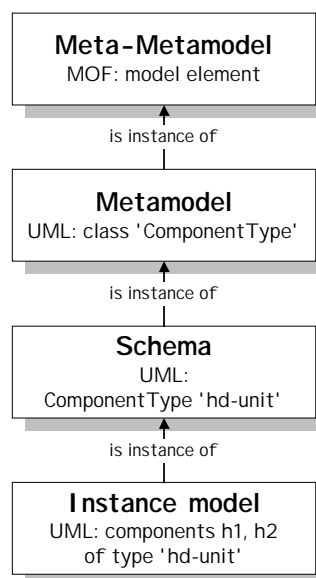 Meta-Metamodel
MOF: model element
is instance of
Metamodel
UML: class 'ComponentType'
is instance of
Schema
UML:
ComponentType 'hd-unit'
is instance of
Instance model
UML: components h1, h2
of type 'hd-unit'